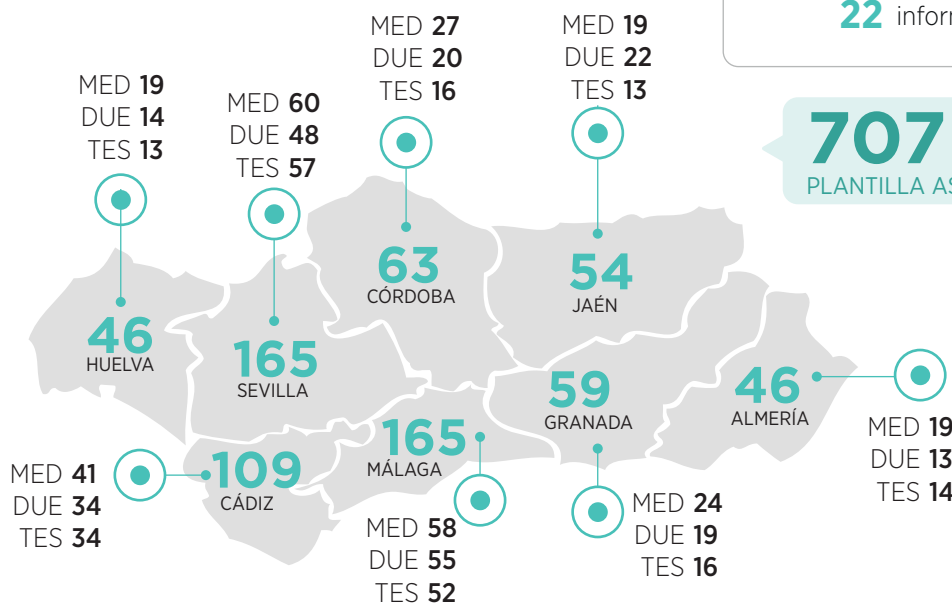 22 infor
707
PLANTILLA AS
MED 19
DUE 14
TES 13
MED 60
DUE 48
TES 57
MED 27
DUE 20
TES 16
MED 19
DUE 22
TES 13
46
HUELVA
165
SEVILLA
63
CÓRDOBA
54
JAÉN
109
CÁDIZ
165
MÁLAGA
59
GRANADA
46
ALMERÍA
MED 41
DUE 34
TES 34
MED 58
DUE 55
TES 52
MED 24
DUE 19
TES 16
MED 19
DUE 13
TES 14